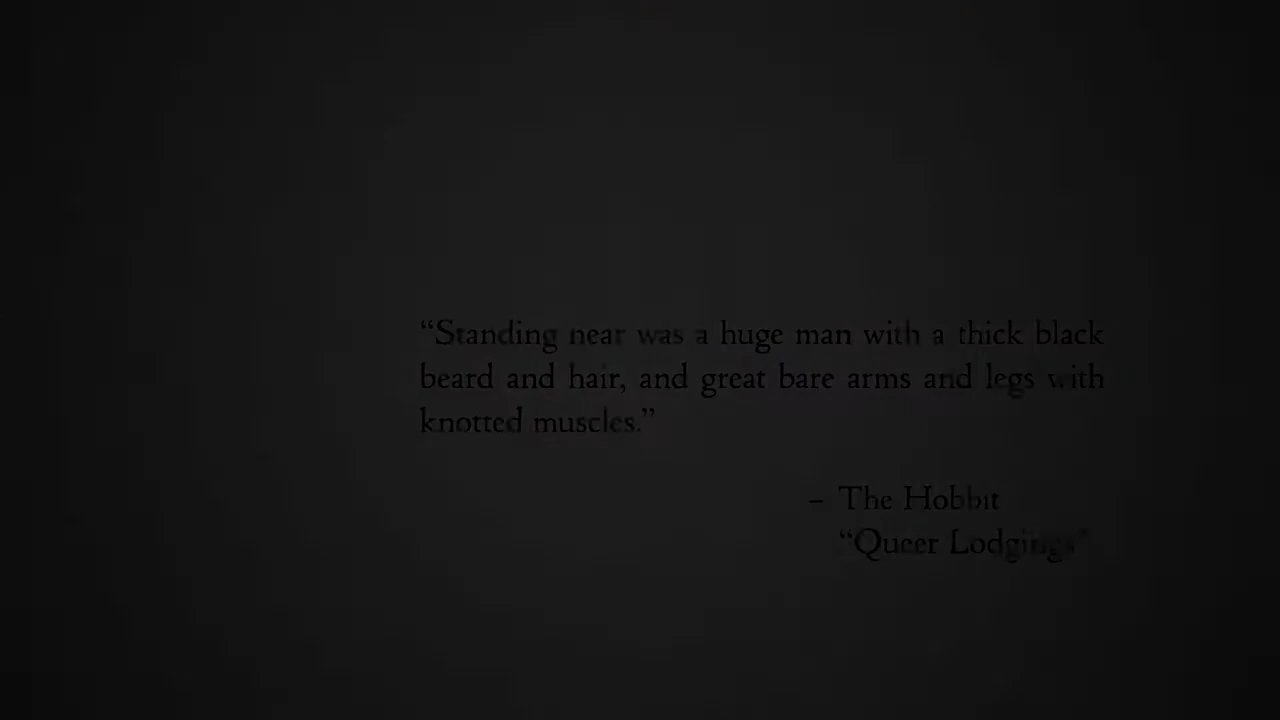 “Standing near was a huge man with a thick black
beard and hair, and great bare arms and legs with
knotted muscles.”
– The Hobbit
“Queer Lodgings”